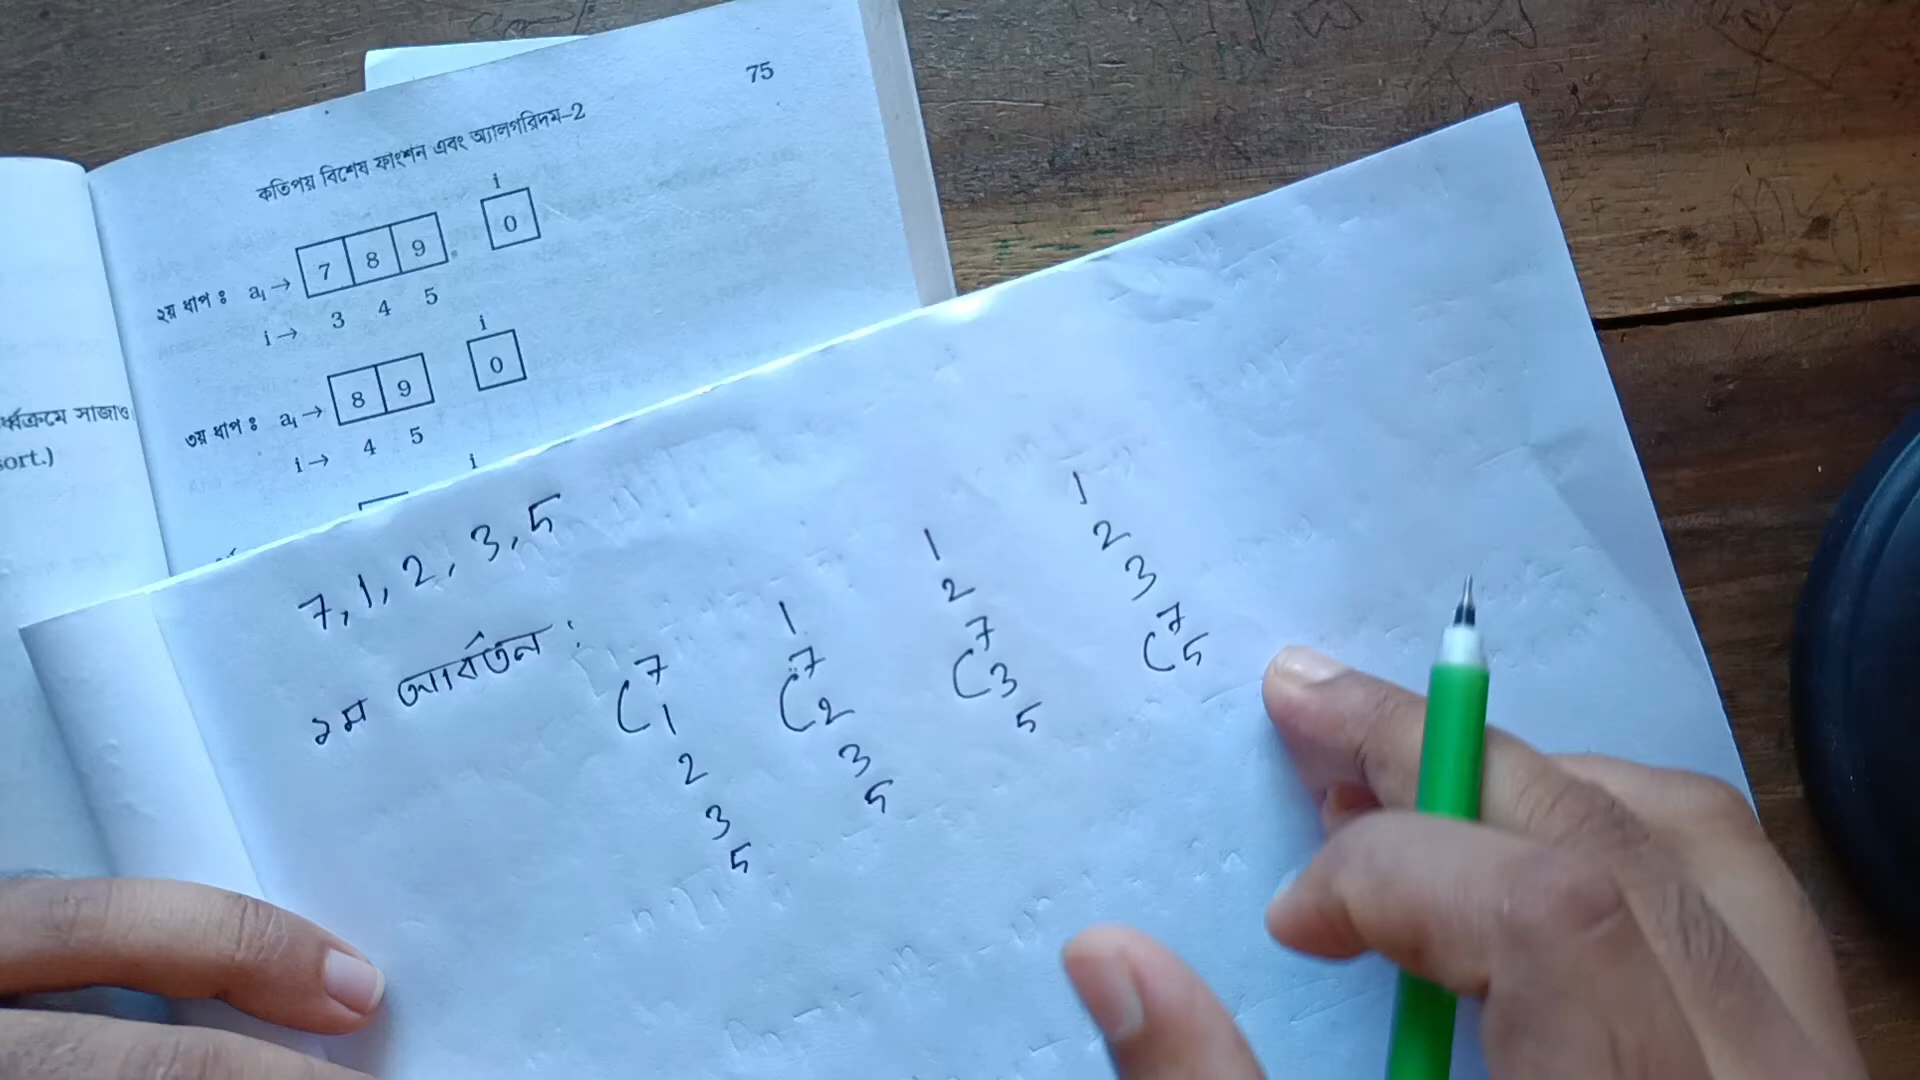 75
কতিপয় বিশেষ ফাংশন এবং অ্যালগরিদম–2
i
২য় ধাপ ঃ a₁ → 7 8 9 0
i → 3 4 5
i
৩য় ধাপ ঃ a₁ → 8 9 0
i → 4 5
i
র্ধ্বক্রমে সাজাও
sort.)
7, 1, 2, 3, 5
১ম আবর্তন :
7 1 1 1
1 7 2 2
2 2 7 3
3 3 3 7
5 5 5 5